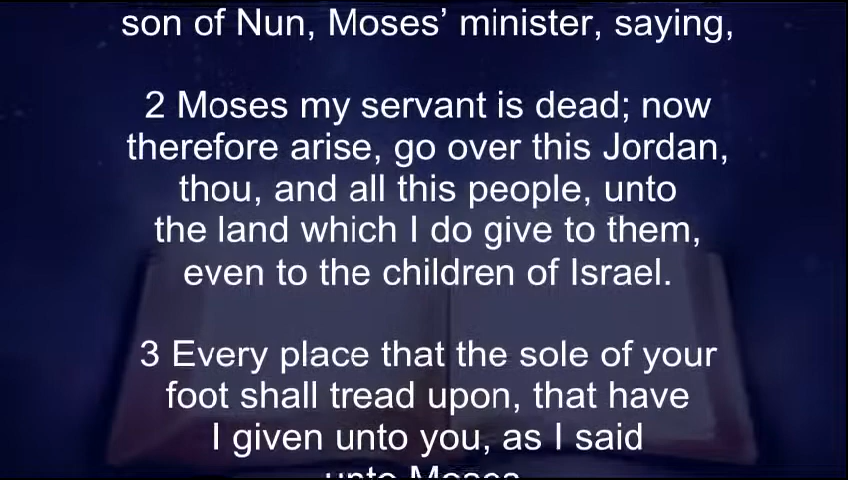 son of Nun, Moses’ minister, saying,
2 Moses my servant is dead; now
therefore arise, go over this Jordan,
thou, and all this people, unto
the land which I do give to them,
even to the children of Israel.
3 Every place that the sole of your
foot shall tread upon, that have
I given unto you, as I said
unto Moses.